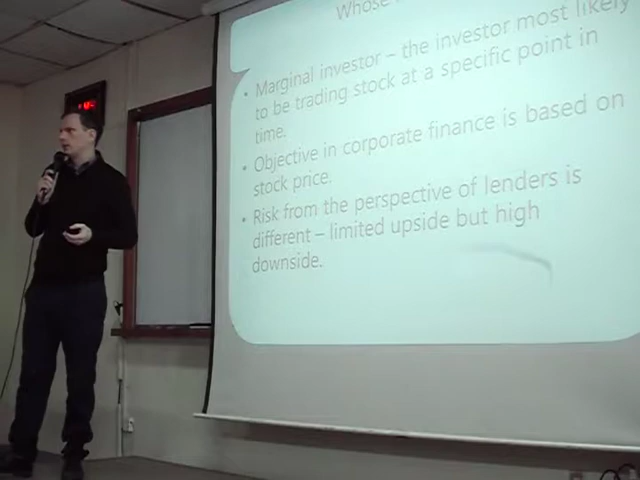 Whose
• Marginal investor – the investor most likely
to be trading stock at a specific point in
time.
• Objective in corporate finance is based on
stock price.
• Risk from the perspective of lenders is
different – limited upside but high
downside.